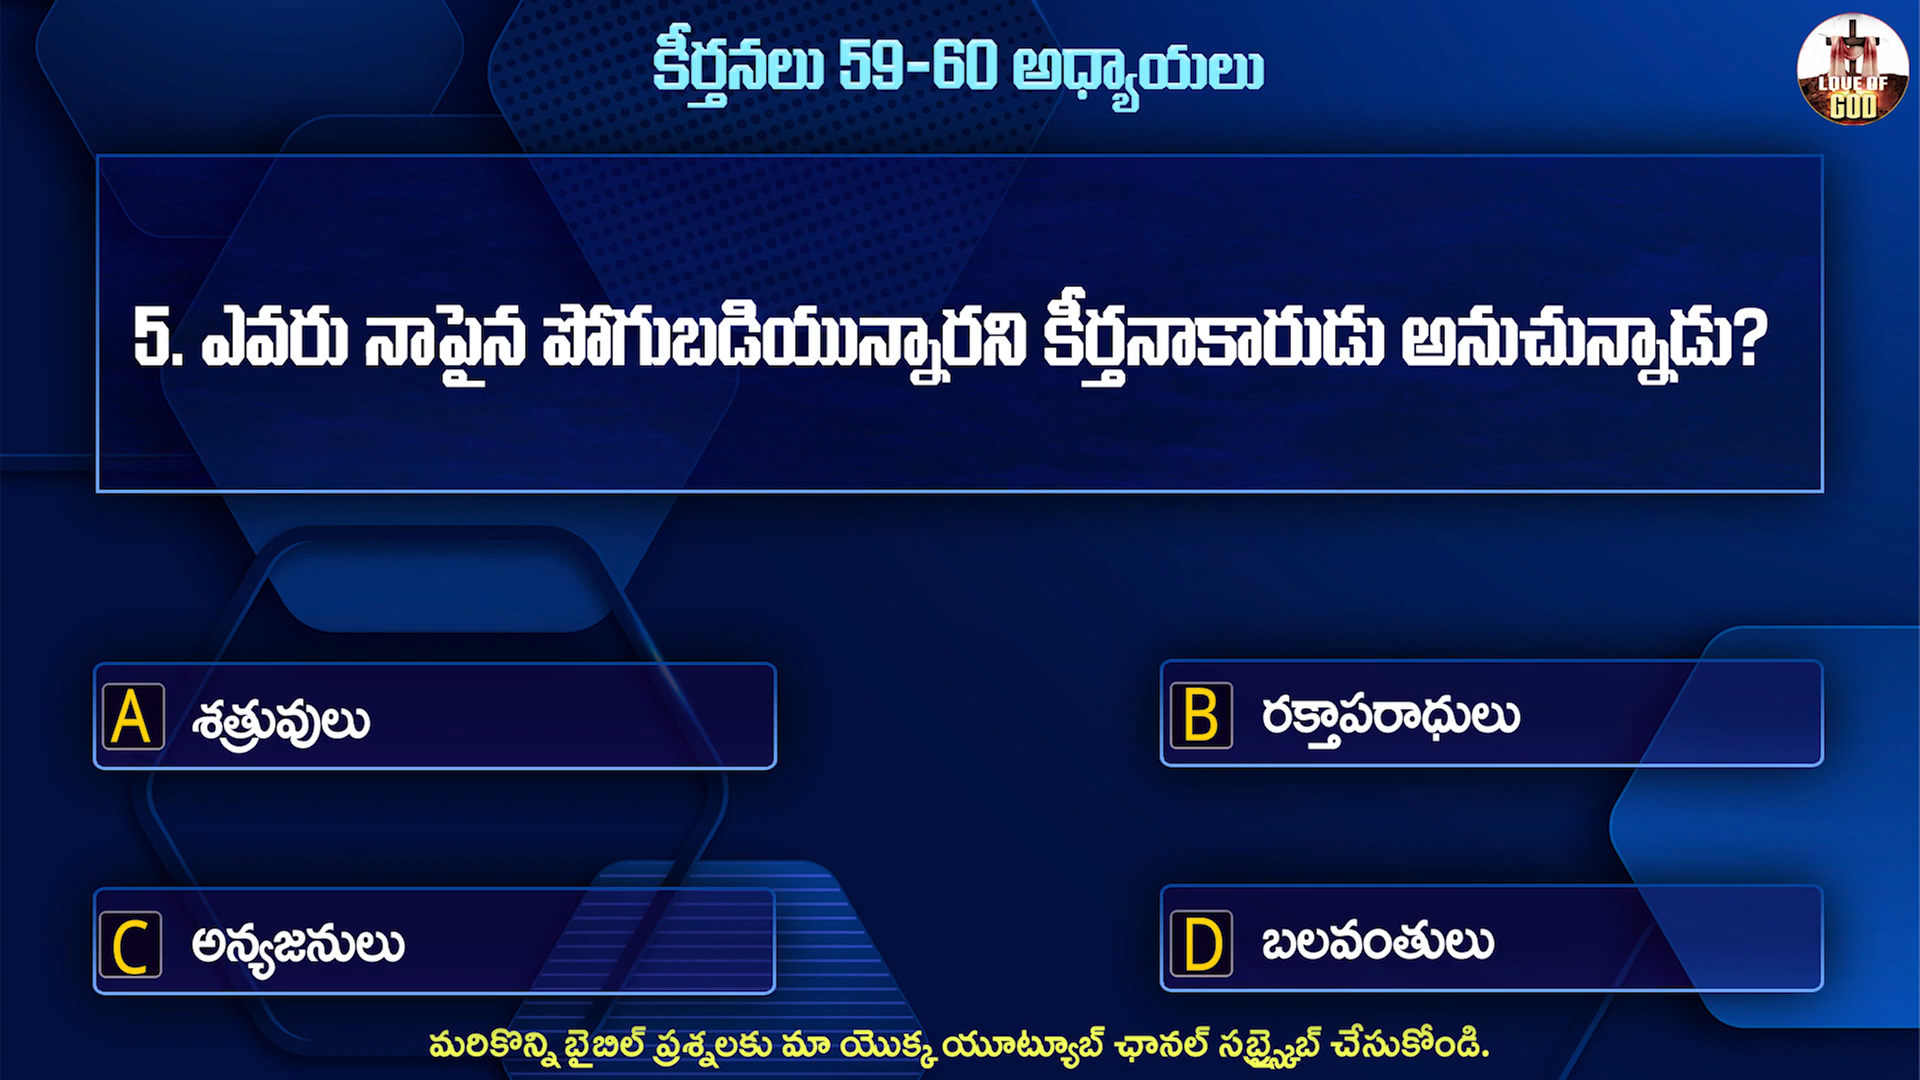 కీర్తనలు 59-60 అధ్యాయలు
LOVE OF
GOD
5. ఎవరు నాపైన పోగుబడియున్నారని కీర్తనాకారుడు అనుచున్నాడు?
A శత్రువులు
B రక్తాపరాధులు
C అన్యజనులు
D బలవంతులు
మరికొన్ని బైబిల్ ప్రశ్నలకు మా యొక్క యూట్యూబ్ ఛానల్ సబ్స్క్రైబ్ చేసుకోండి.